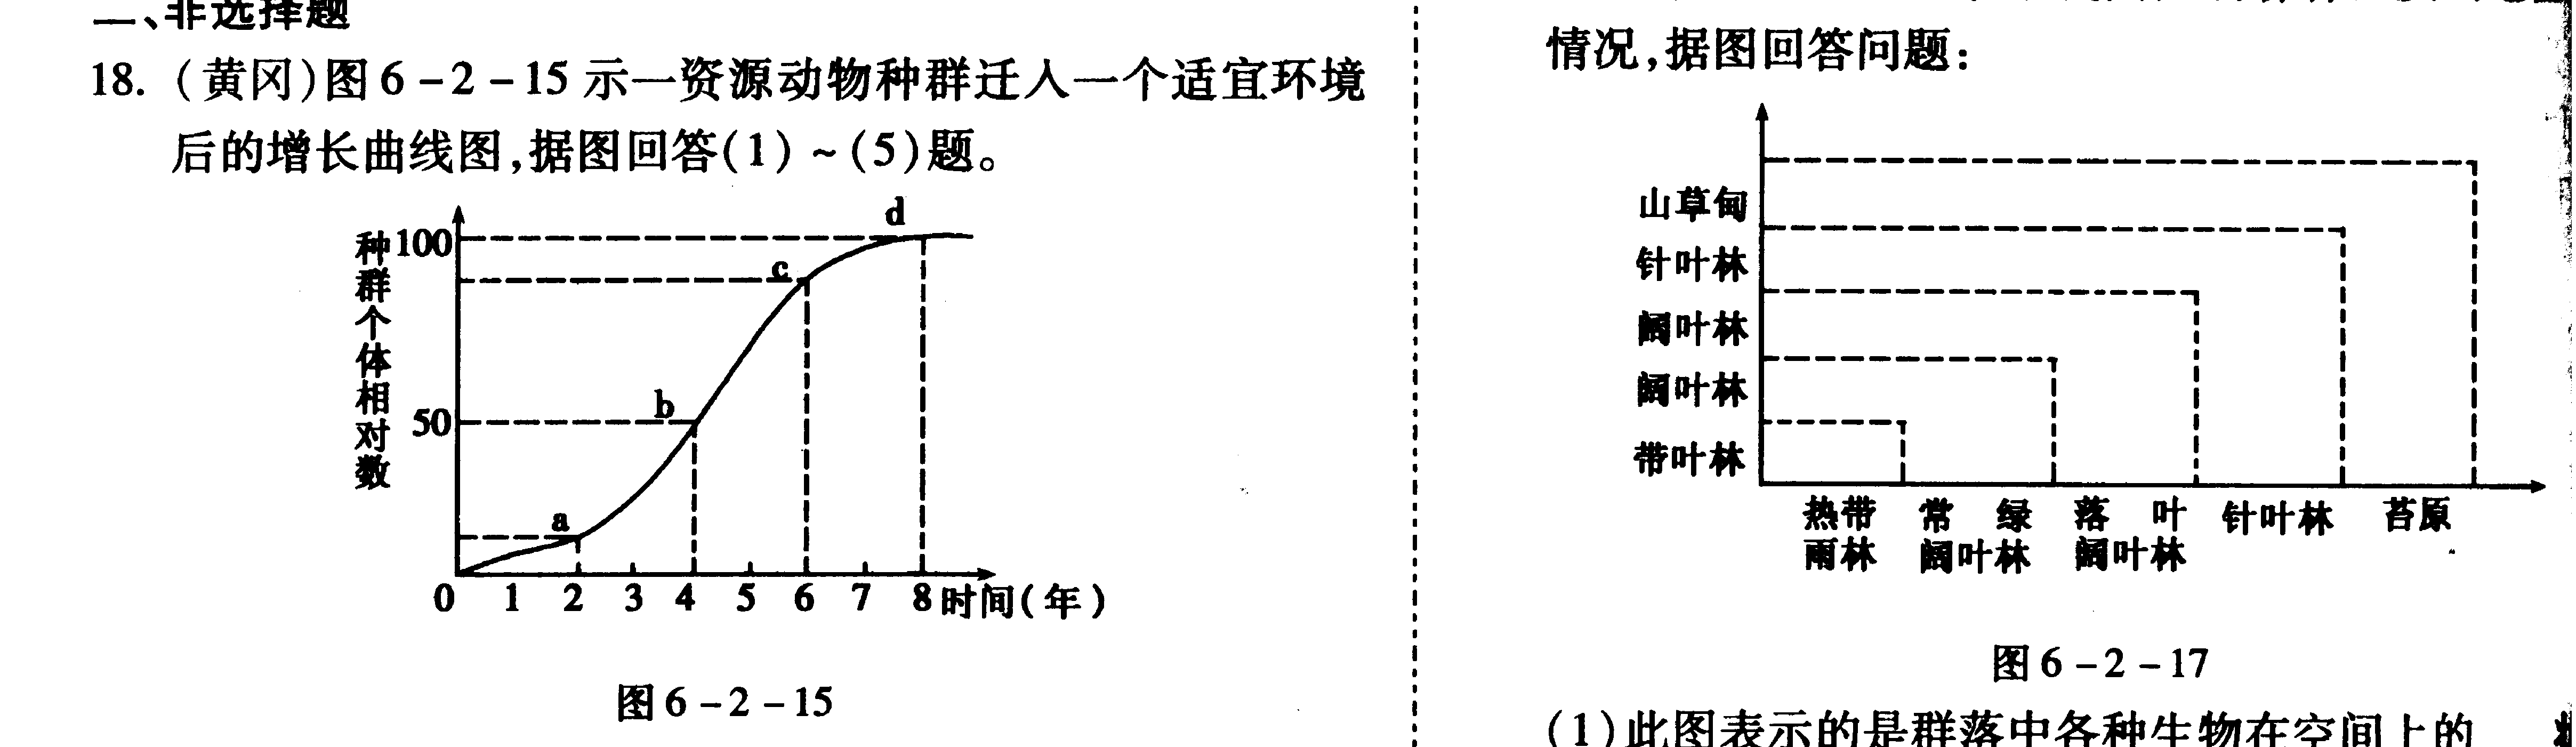 二、非选择题
18. (黄冈)图6-2-15示一资源动物种群迁入一个适宜环境
后的增长曲线图,据图回答(1)~(5)题。
种群个体相对数
100
50
a
b
c
d
0 1 2 3 4 5 6 7 8 时间(年)
图6-2-15
情况,据图回答问题:
山草甸
针叶林
阔叶林
阔叶林
带叶林
热带 常 绿 落 叶 针叶林 苔原
雨林 阔叶林 阔叶林
图6-2-17
(1)此图表示的是群落中各种生物在空间上的